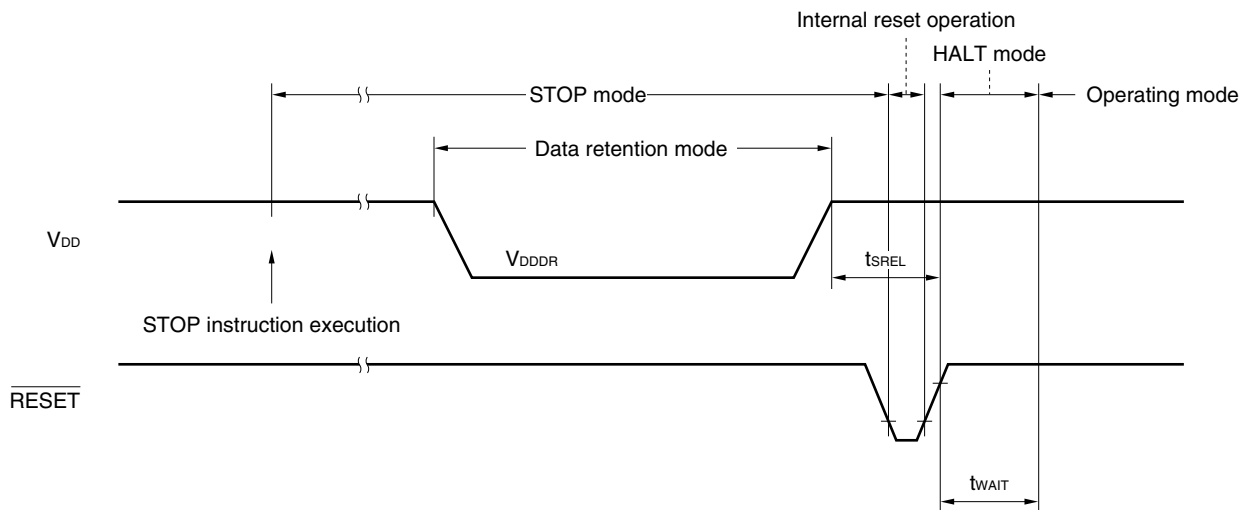 Internal reset operation
HALT mode
STOP mode
Operating mode
Data retention mode
VDD
VDDDR
tSREL
STOP instruction execution
RESET
tWAIT